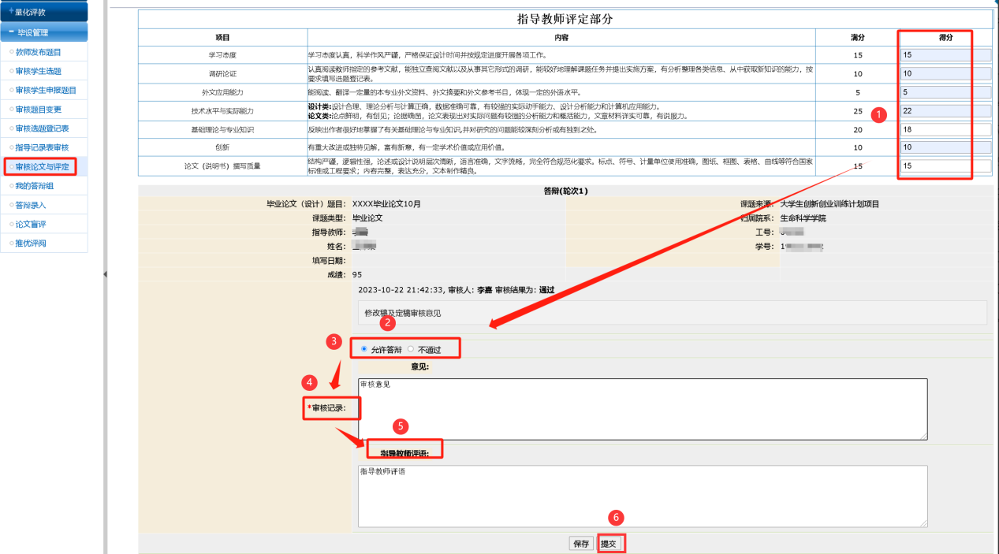 量化评教
毕设管理
教师发布题目
审核学生选题
审核学生申报题目
审核题目变更
审核选题登记表
指导记录表审核
审核论文与评定
我的答辩组
答辩录入
论文盲评
推优评阅
指导教师评定部分
项目 内容 满分 得分
学习态度 学习态度认真，科学作风严谨，严格保证设计时间并按规定进度开展各项工作。 15 15
调研论证 认真阅读教师指定的参考文献，能独立查阅文献以及从事其它形式的调研，能较好地理解课题任务并提出实施方案，有分析整理各类信息、从中获取新知识的能力，按 10 10
要求填写选题登记表。
外文应用能力 能阅读、翻译一定量的本专业外文资料、外文摘要和外文参考书目，体现一定的外语水平。 5 5
技术水平与实际能力 设计类:设计合理、理论分析与计算正确，数据准确可靠，有较强的实际动手能力、设计分析能力和计算机应用能力。 25 22
论文类:论点鲜明，有创见；论据确凿，论文表现出对实际问题有较强的分析能力和概括能力，文章材料详实可靠，有说服力。
1
基础理论与专业知识 反映出作者很好地掌握了有关基础理论与专业知识,并对研究的问题能较深刻分析或有独到之处。 20 18
创新 有重大改进或独特见解，富有新意，有一定学术价值或应用价值。 10 10
论文（说明书）撰写质量 结构严谨，逻辑性强，论述或设计说明层次清晰，语言准确，文字流畅，完全符合规范化要求。标点、符号、计量单位使用准确，图纸、框图、表格、曲线等符合国家 15 15
标准或工程要求；内容完整，表达充分，文本制作精良。
答辩(轮次1)
毕业论文（设计）题目: XXXX毕业论文10月 课题来源: 大学生创新创业训练计划项目
课题类型: 毕业论文 归属院系: 生命科学学院
指导教师: 工号:
姓名: 学号: 1
填写日期:
成绩: 95
2023-10-22 21:42:33, 审核人: 李嘉 审核结果为: 通过
修改稿及定稿审核意见
2
3
允许答辩 不通过
意见:
4
审核意见
*审核记录:
5
指导教师评语:
指导教师评语
6
保存 提交